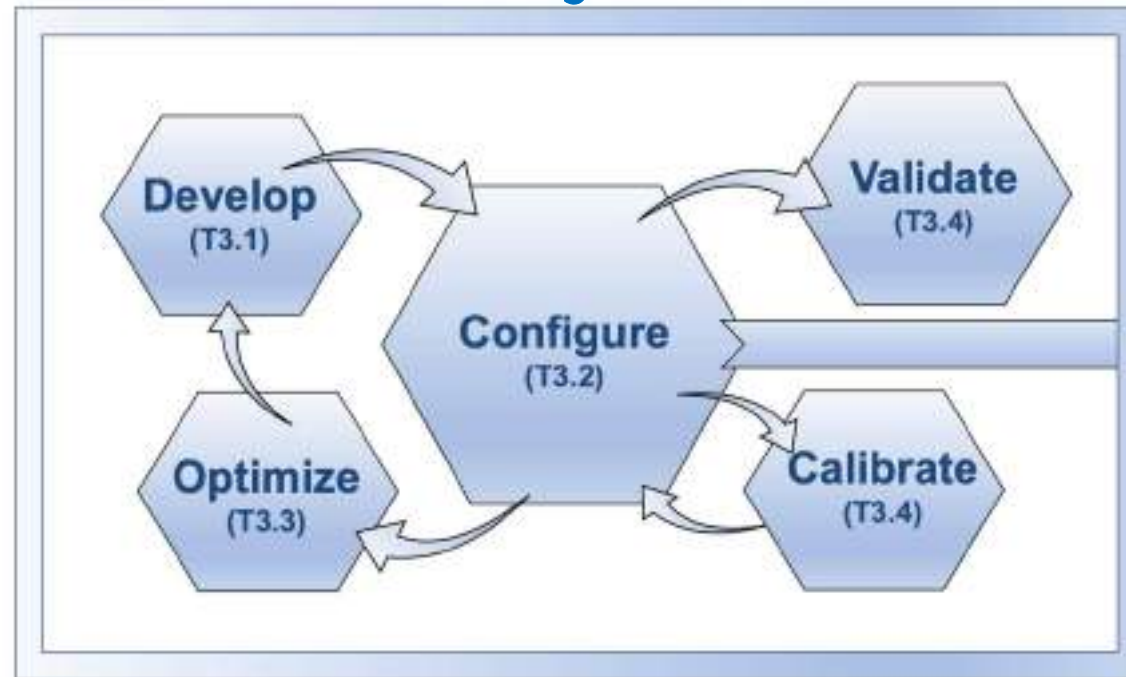 Develop
(T3.1)
Validate
(T3.4)
Configure
(T3.2)
Optimize
(T3.3)
Calibrate
(T3.4)